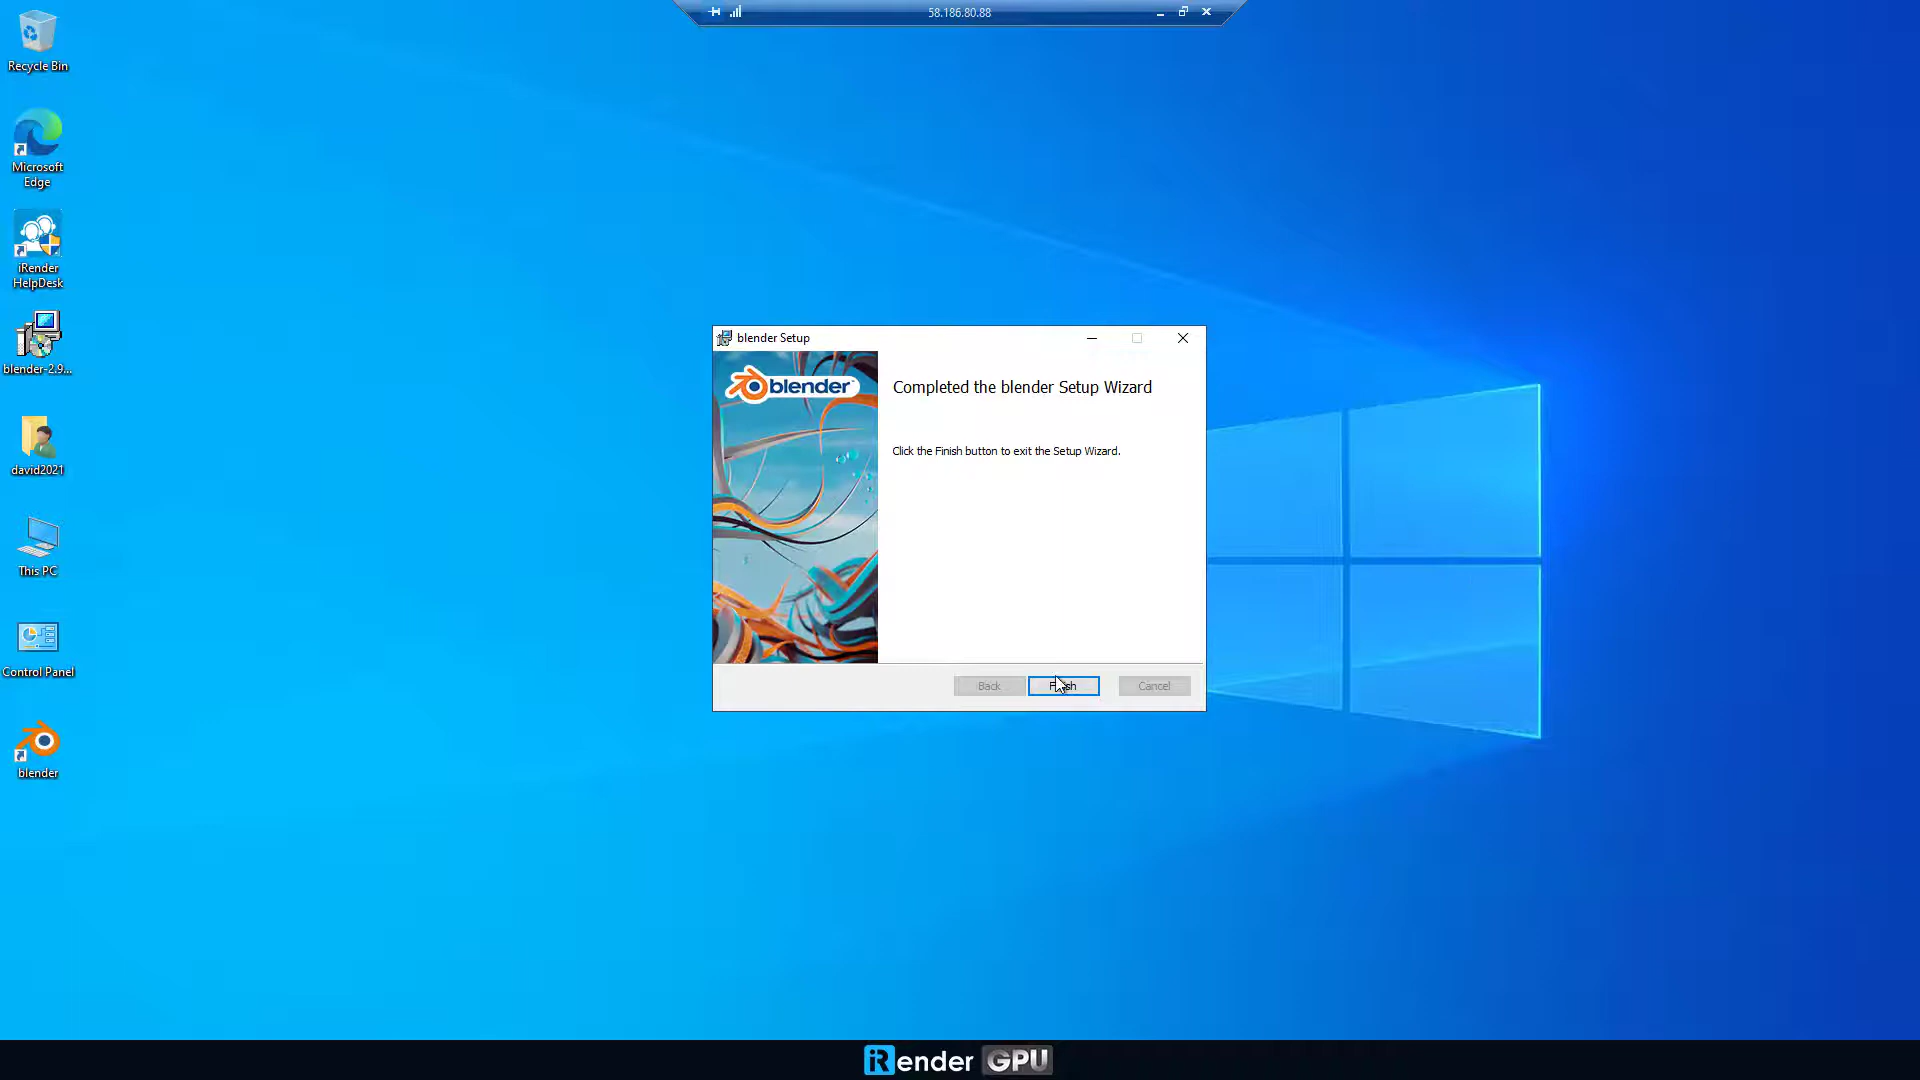 58.186.80.88
Recycle Bin
Microsoft
Edge
iRender
HelpDesk
blender-2.9...
david2021
This PC
Control Panel
blender
blender Setup
blender
Completed the blender Setup Wizard
Click the Finish button to exit the Setup Wizard.
Back
Cancel
iRender GPU